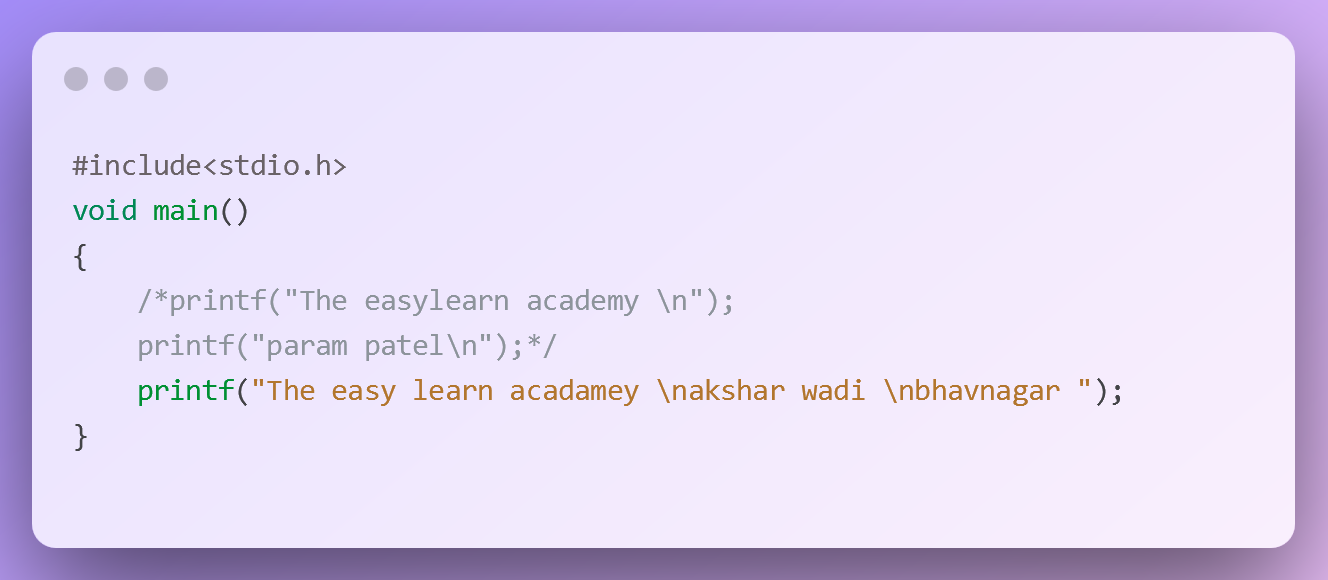 #include<stdio.h>
void main()
{
    /*printf("The easylearn academy \n");
    printf("param patel\n");*/
    printf("The easy learn acadamey \nakshar wadi \nbhavnagar ");
}